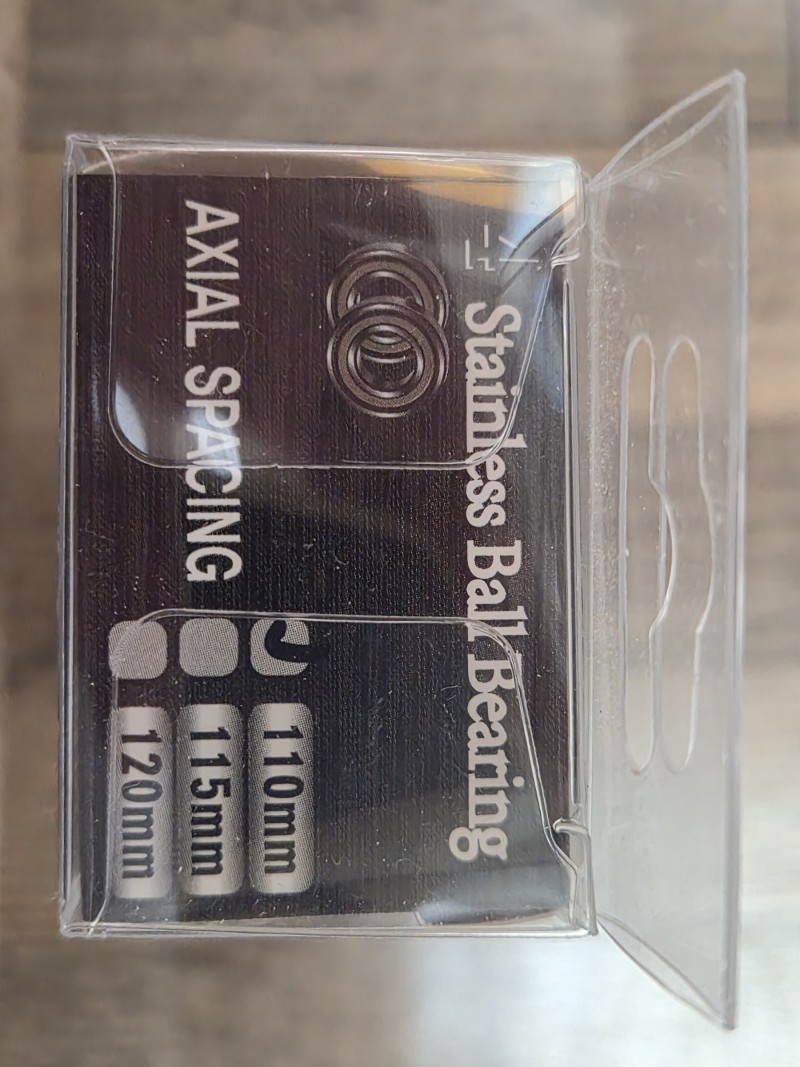 Stainless Ball Bearing
AXIAL SPACING
110mm
115mm
120mm